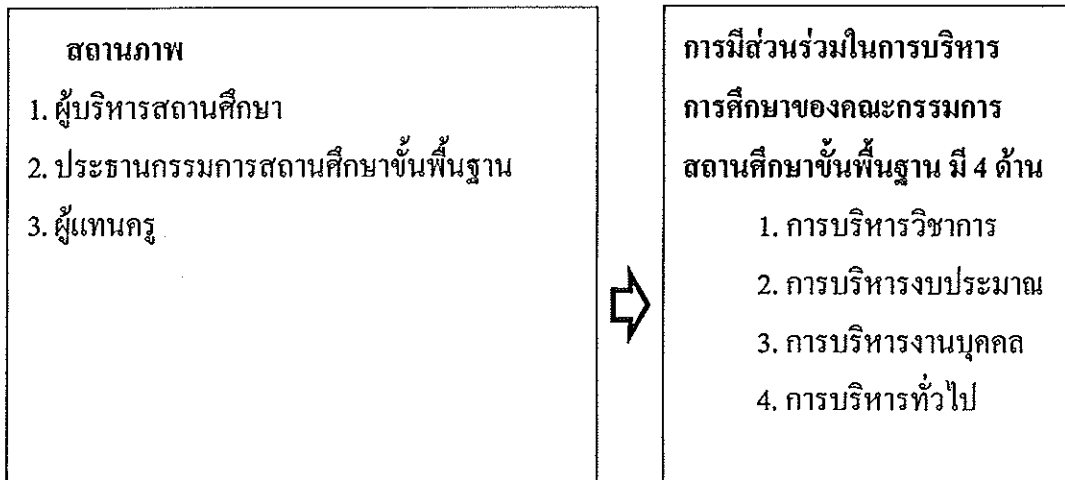 สถานภาพ
1. ผู้บริหารสถานศึกษา
2. ประธานกรรมการสถานศึกษาขั้นพื้นฐาน
3. ผู้แทนครู
การมีส่วนร่วมในการบริหาร
การศึกษาของคณะกรรมการ
สถานศึกษาขั้นพื้นฐาน มี 4 ด้าน
1. การบริหารวิชาการ
2. การบริหารงบประมาณ
3. การบริหารงานบุคคล
4. การบริหารทั่วไป